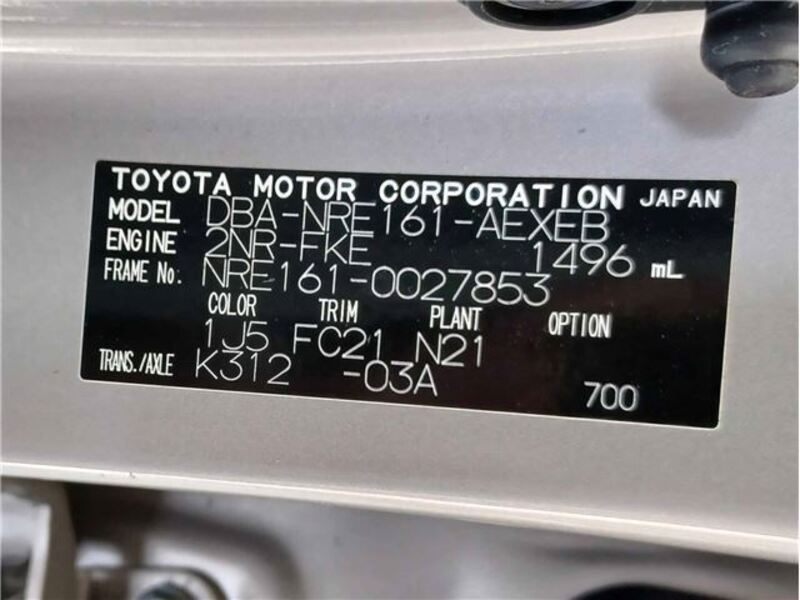 TOYOTA MOTOR CORPORATION JAPAN
MODEL DBA-NRE161-AEXEB
ENGINE 2NR-FKE 1496 mL
FRAME No. NRE161-0027853
COLOR TRIM PLANT OPTION
1J5 FC21 N21
TRANS./AXLE K312 -03A 700